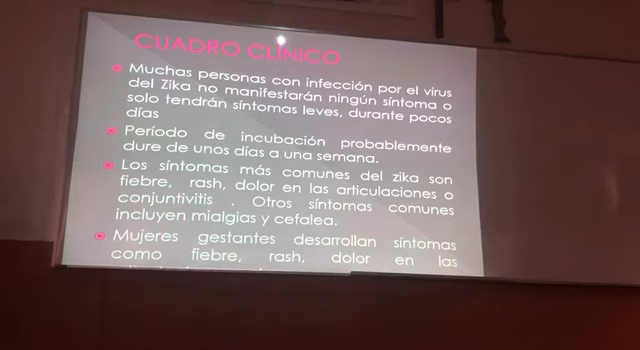 CUADRO CLÍNICO
Muchas personas con infección por el virus
del Zika no manifestarán ningún síntoma o
solo tendrán síntomas leves, durante pocos
días
Período de incubación probablemente
dure de unos días a una semana.
Los síntomas más comunes del zika son
fiebre, rash, dolor en las articulaciones o
conjuntivitis . Otros síntomas comunes
incluyen mialgias y cefalea.
Mujeres gestantes desarrollan síntomas
como fiebre, rash, dolor en las